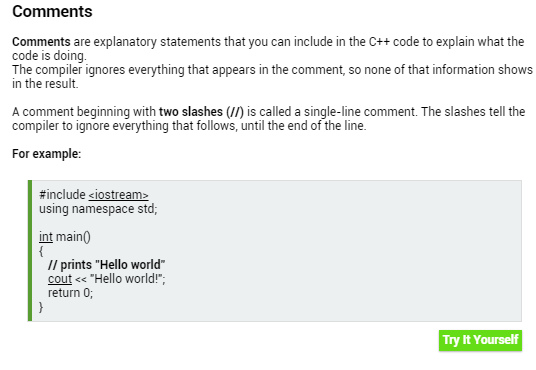 Comments
Comments are explanatory statements that you can include in the C++ code to explain what the
code is doing.
The compiler ignores everything that appears in the comment, so none of that information shows
in the result.
A comment beginning with two slashes (//) is called a single-line comment. The slashes tell the
compiler to ignore everything that follows, until the end of the line.
For example:
#include <iostream>
using namespace std;
int main()
{
// prints "Hello world"
cout << "Hello world!";
return 0;
}
Try It Yourself